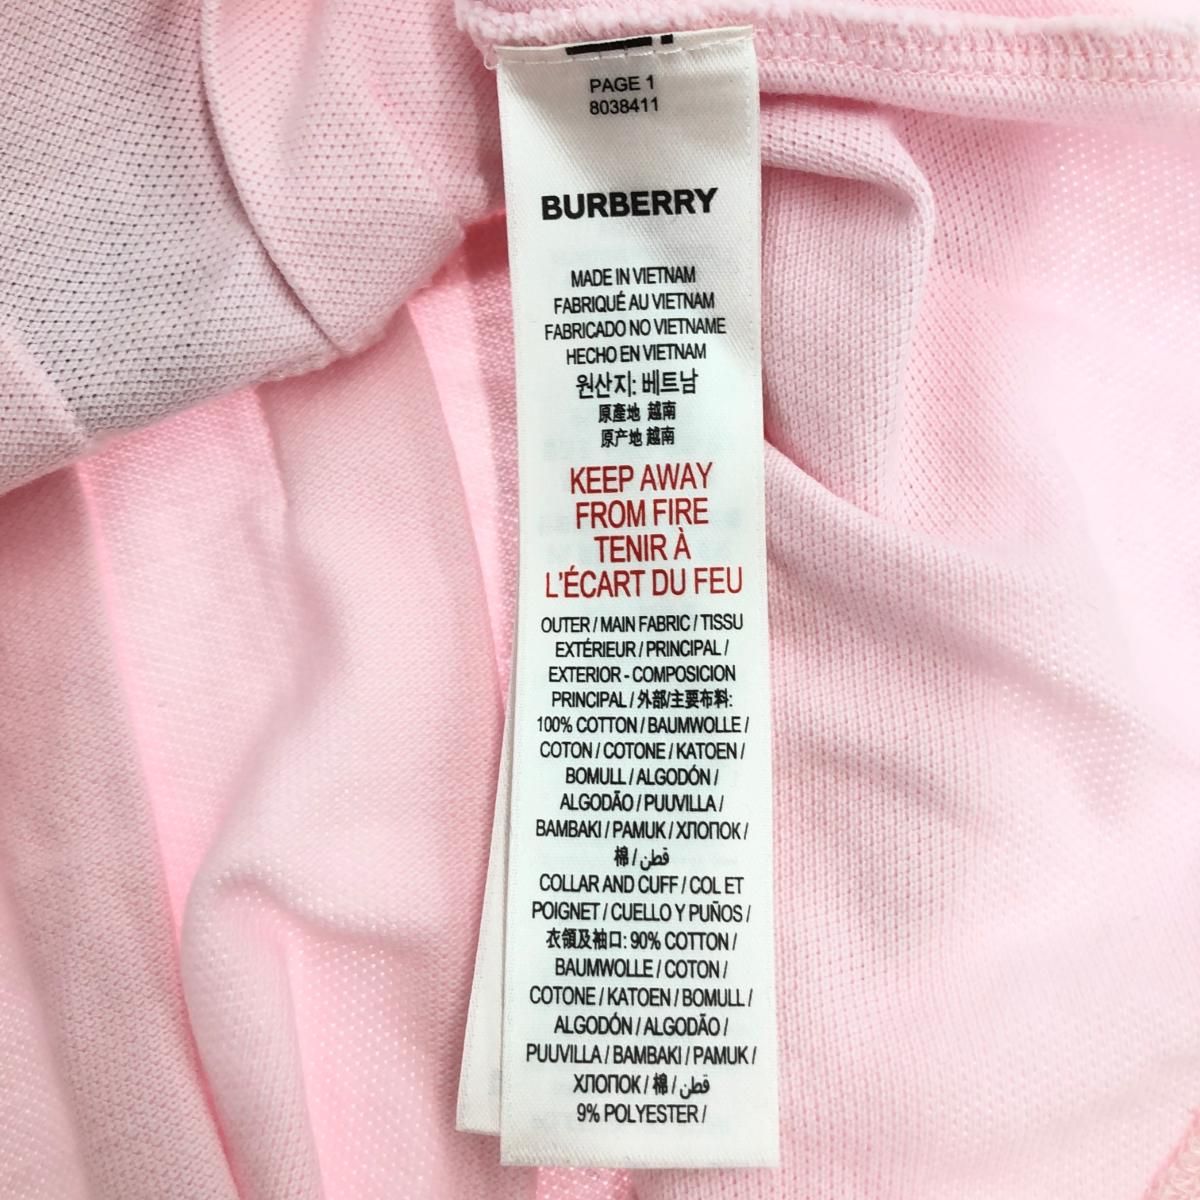 PAGE 1
8038411
BURBERRY
MADE IN VIETNAM
FABRIQUÉ AU VIETNAM
FABRICADO NO VIETNAME
HECHO EN VIETNAM
원산지: 베트남
原產地 越南
原产地 越南
KEEP AWAY
FROM FIRE
TENIR À
L'ÉCART DU FEU
OUTER / MAIN FABRIC / TISSU
EXTÉRIEUR / PRINCIPAL /
EXTERIOR - COMPOSICION
PRINCIPAL / 外部/主要布料:
100% COTTON / BAUMWOLLE /
COTON / COTONE / KATOEN /
BOMULL / ALGODÓN /
ALGODÃO / PUUVILLA /
BAMBAKI / PAMUK / ХЛОПОК /
棉 / قطن
COLLAR AND CUFF / COL ET
POIGNET / CUELLO Y PUÑOS /
衣領及袖口: 90% COTTON /
BAUMWOLLE / COTON /
COTONE / KATOEN / BOMULL /
ALGODÓN / ALGODÃO /
PUUVILLA / BAMBAKI / PAMUK /
ХЛОПОК / 棉 / قطن
9% POLYESTER /